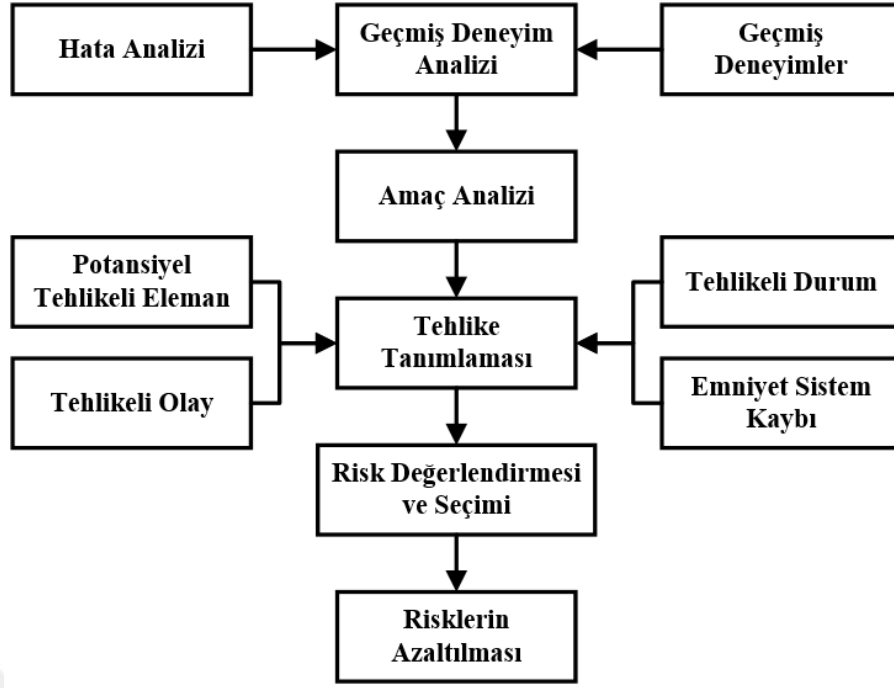 Hata Analizi
Geçmiş Deneyim
Analizi
Geçmiş
Deneyimler
Amaç Analizi
Potansiyel
Tehlikeli Eleman
Tehlikeli Durum
Tehlike
Tanımlaması
Tehlikeli Olay
Emniyet Sistem
Kaybı
Risk Değerlendirmesi
ve Seçimi
Risklerin
Azaltılması